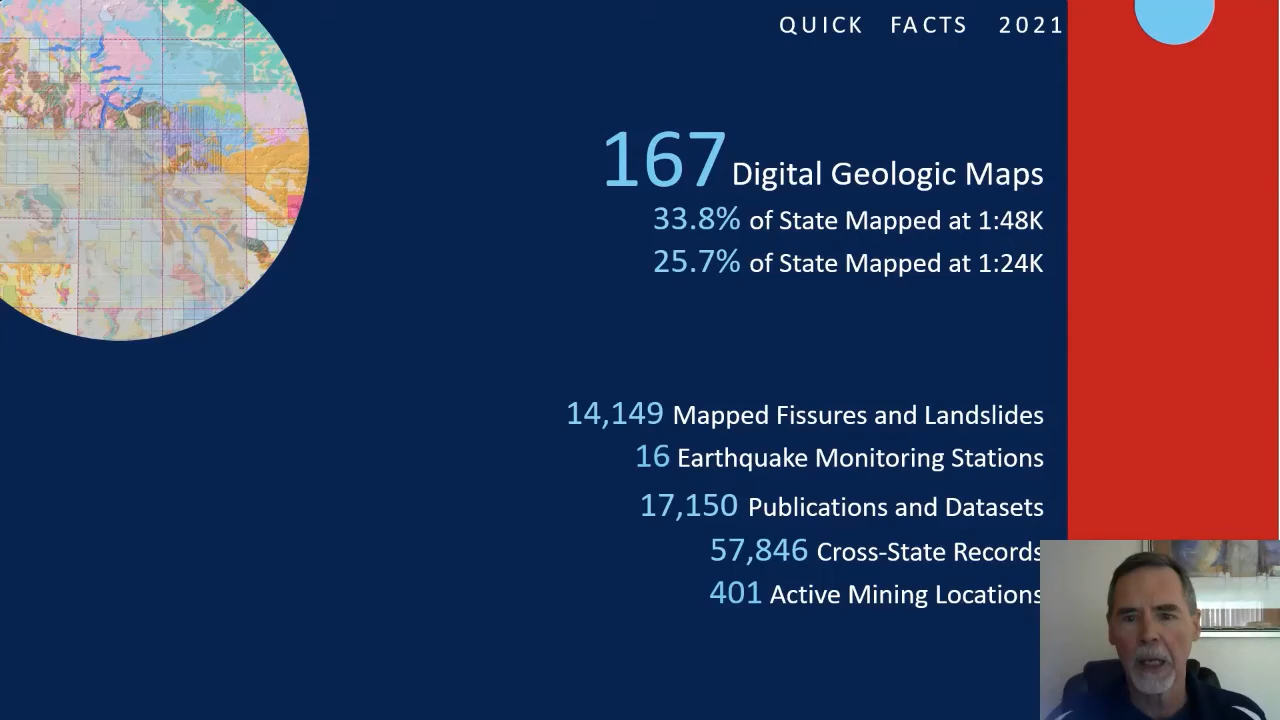 QUICK FACTS 2021
167 Digital Geologic Maps
33.8% of State Mapped at 1:48K
25.7% of State Mapped at 1:24K
14,149 Mapped Fissures and Landslides
16 Earthquake Monitoring Stations
17,150 Publications and Datasets
57,846 Cross-State Records
401 Active Mining Locations